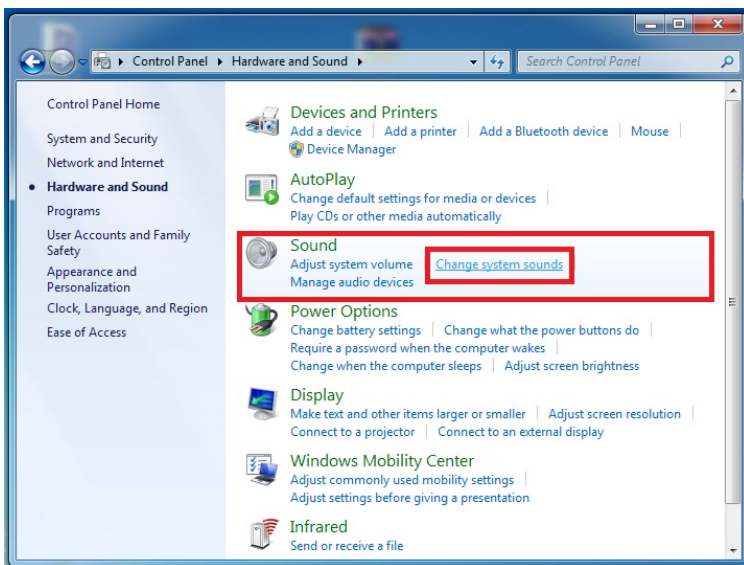 Control Panel Hardware and Sound Search Control Panel
Control Panel Home
System and Security
Network and Internet
Hardware and Sound
Programs
User Accounts and Family
Safety
Appearance and
Personalization
Clock, Language, and Region
Ease of Access
Devices and Printers
Add a device Add a printer Add a Bluetooth device Mouse
Device Manager
AutoPlay
Change default settings for media or devices
Play CDs or other media automatically
Sound
Adjust system volume Change system sounds
Manage audio devices
Power Options
Change battery settings Change what the power buttons do
Require a password when the computer wakes
Change when the computer sleeps Adjust screen brightness
Display
Make text and other items larger or smaller Adjust screen resolution
Connect to a projector Connect to an external display
Windows Mobility Center
Adjust commonly used mobility settings
Adjust settings before giving a presentation
Infrared
Send or receive a file